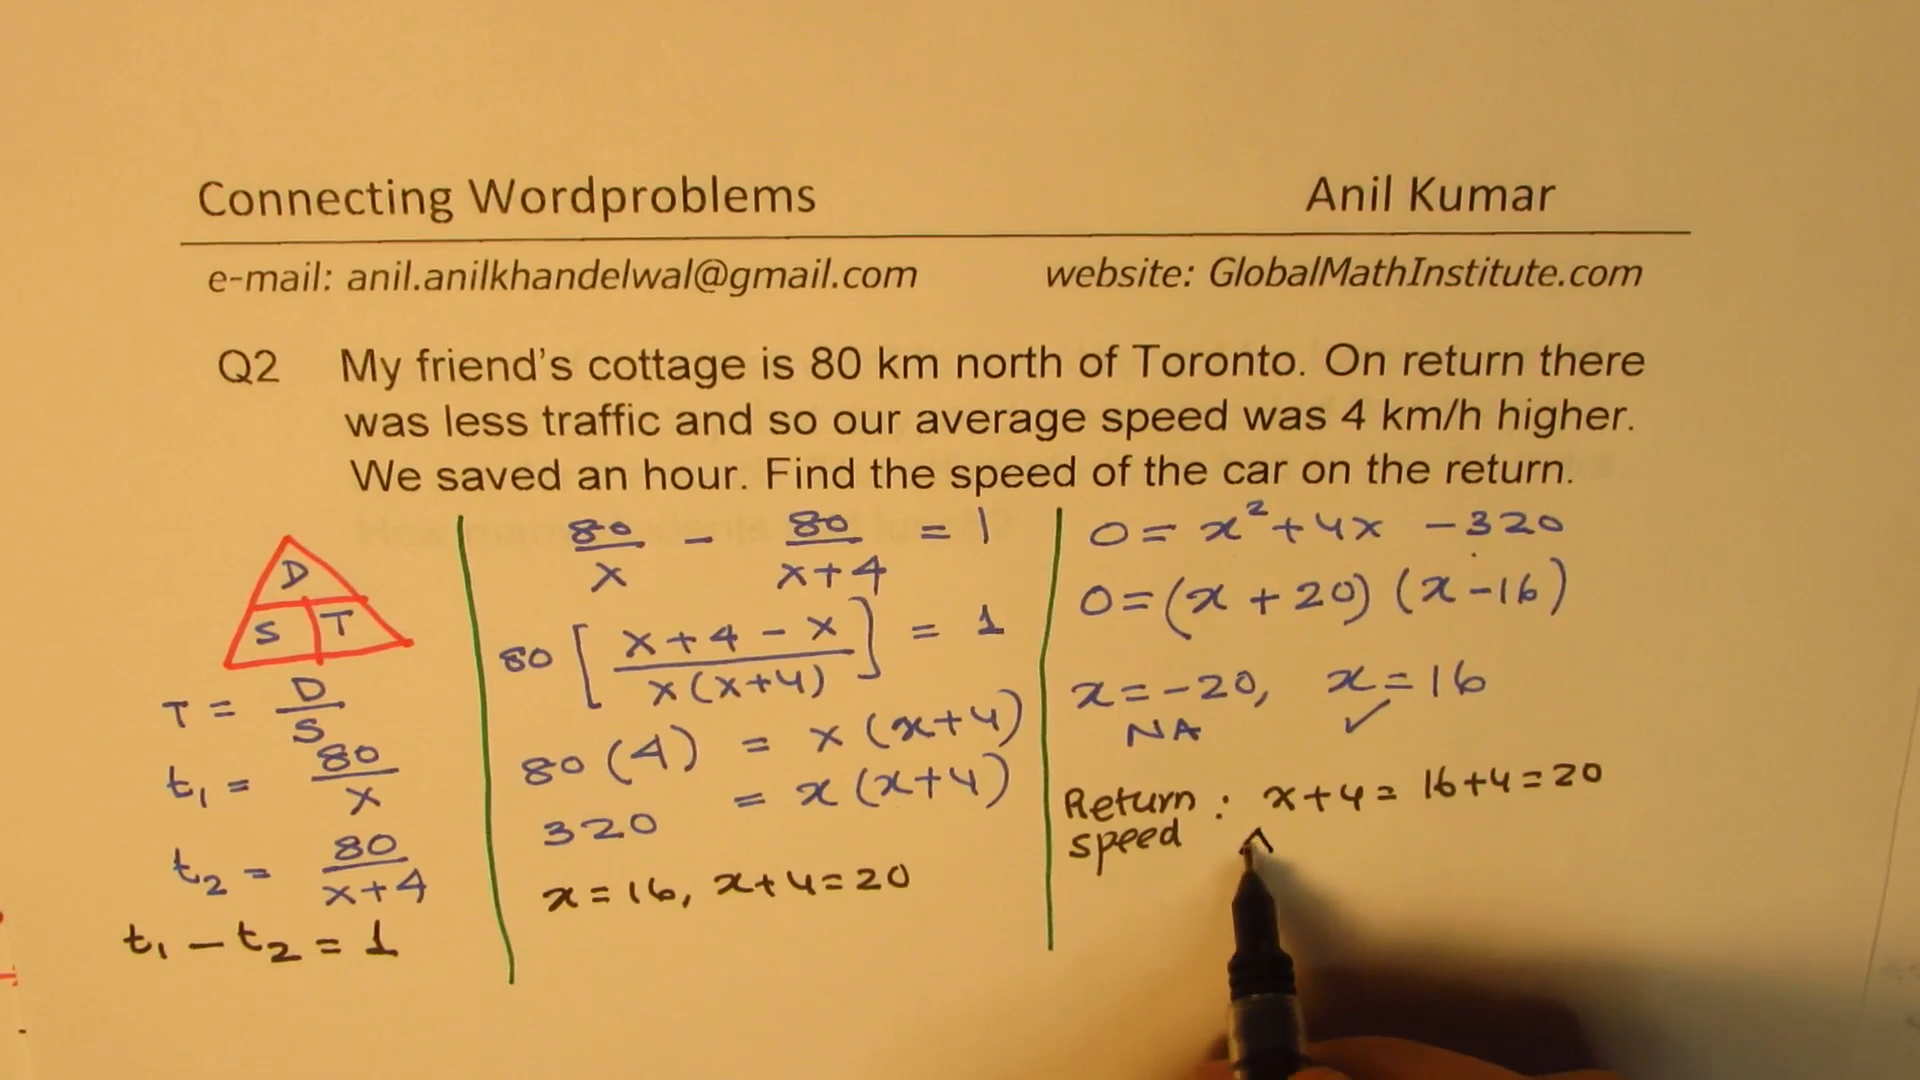 Connecting Wordproblems Anil Kumar
e-mail: anil.anilkhandelwal@gmail.com website: GlobalMathInstitute.com
Q2 My friend's cottage is 80 km north of Toronto. On return there
was less traffic and so our average speed was 4 km/h higher.
We saved an hour. Find the speed of the car on the return.
D
S T
T = D/S
t₁ = 80/x
t₂ = 80/(x+4)
t₁ - t₂ = 1
80/x - 80/(x+4) = 1
80 [(x+4-x)/(x(x+4))] = 1
80 (4) = x (x+4)
320 = x (x+4)
x = 16, x+4 = 20
0 = x² + 4x - 320
0 = (x + 20) (x - 16)
x = -20, x = 16
NA ✓
Return : x+4 = 16+4 = 20
speed